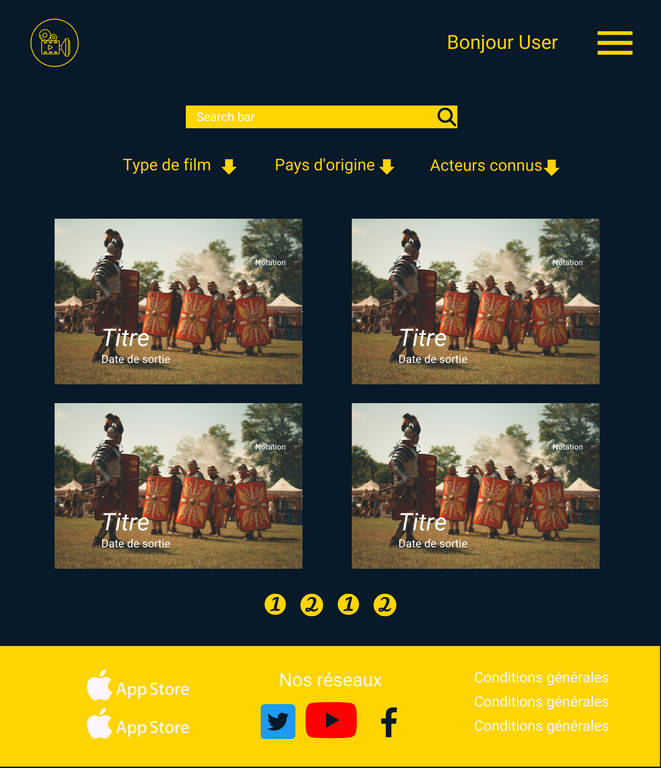 Bonjour User
Search bar
Type de film
Pays d'origine
Acteurs connus
Notation
Titre
Date de sortie
Notation
Titre
Date de sortie
Notation
Titre
Date de sortie
Notation
Titre
Date de sortie
1 2 1 2
App Store
App Store
Nos réseaux
Conditions générales
Conditions générales
Conditions générales